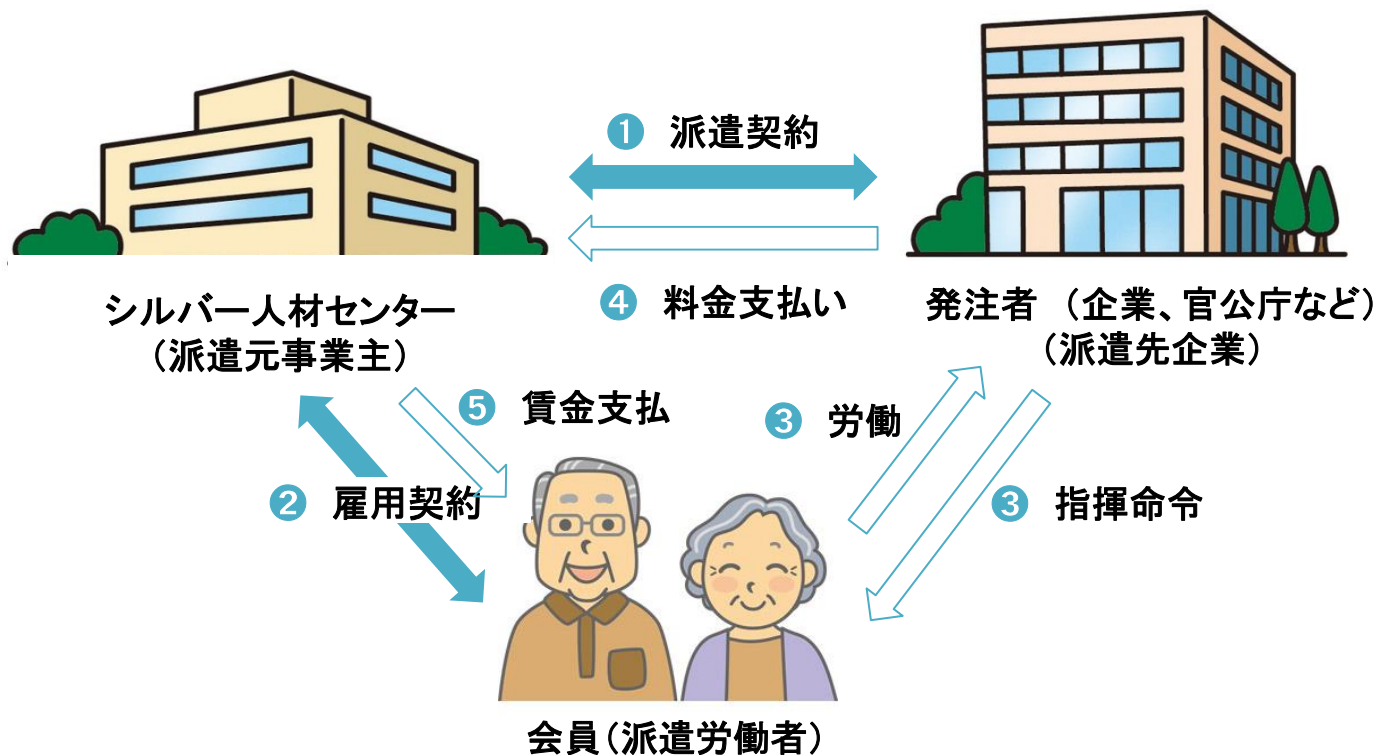 ❶ 派遣契約
❹ 料金支払い
シルバー人材センター
（派遣元事業主）
発注者 （企業、官公庁など）
（派遣先企業）
❺ 賃金支払
❸ 労働
❷ 雇用契約
❸ 指揮命令
会員（派遣労働者）